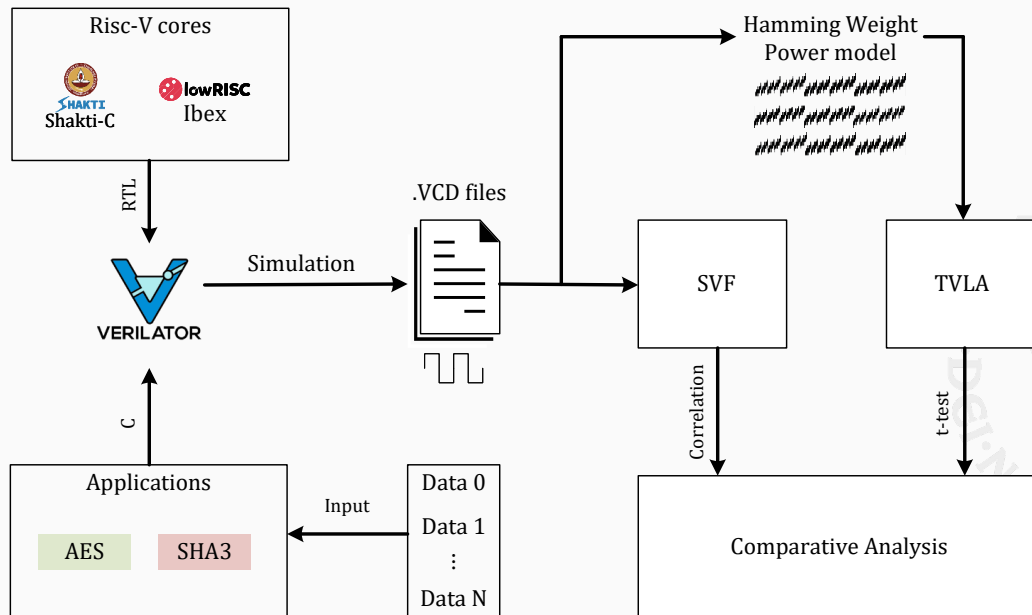 Risc-V cores
SHAKTI
Shakti-C
lowRISC
Ibex
Hamming Weight
Power model
RTL
.VCD files
Simulation
VERILATOR
SVF
TVLA
C
Correlation
t-test
Applications
AES
SHA3
Input
Data 0
Data 1
⋮
Data N
Comparative Analysis